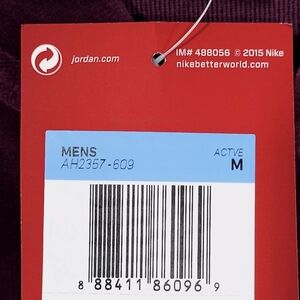 jordan.com
IM# 488056 © 2015 Nike
nikebetterworld.com
MENS ACTVE
AH2357-609 M
8 88411 86096 9